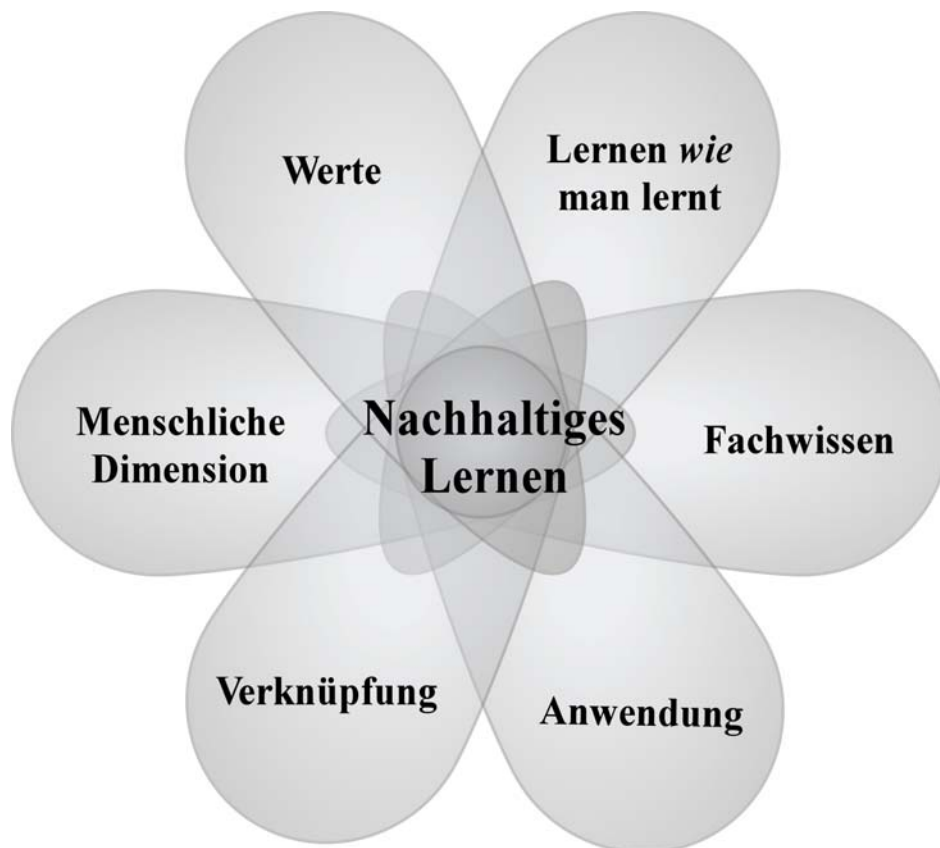 Werte
Lernen wie
man lernt
Menschliche
Dimension
Nachhaltiges
Lernen
Fachwissen
Verknüpfung
Anwendung